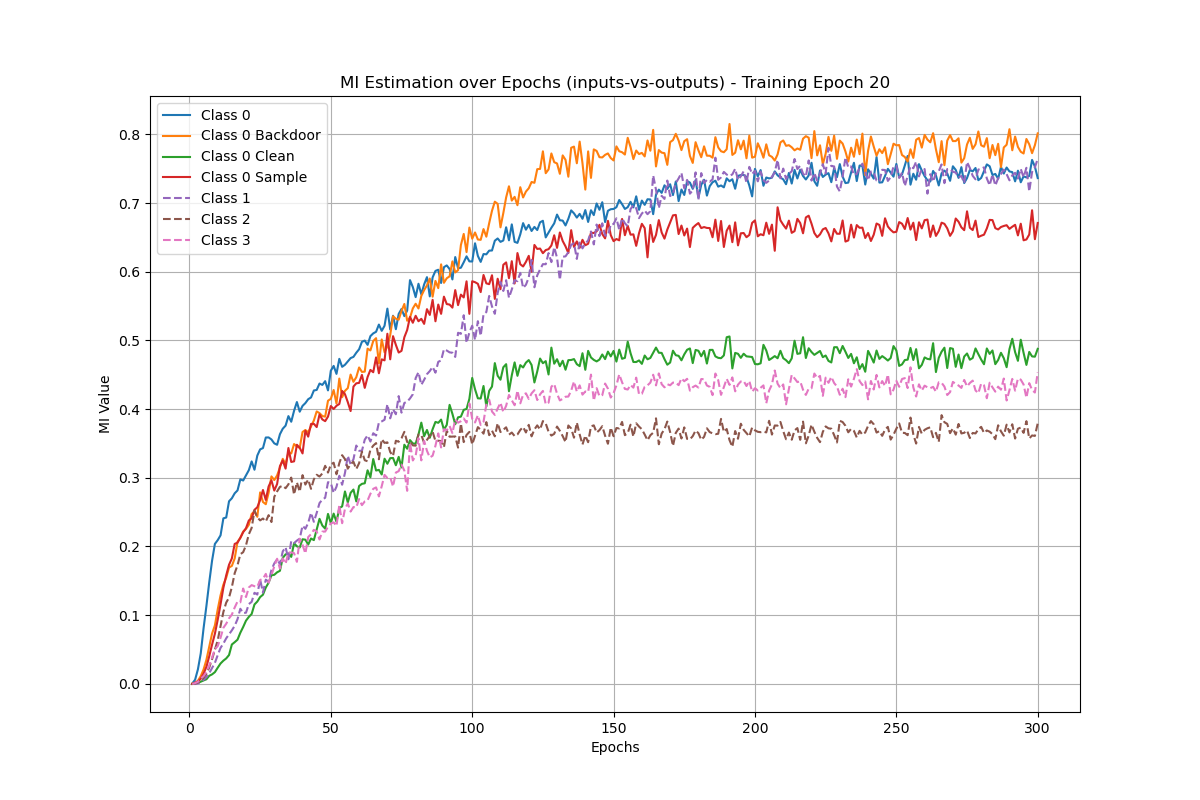 MI Estimation over Epochs (inputs-vs-outputs) - Training Epoch 20
Class 0
Class 0 Backdoor
Class 0 Clean
Class 0 Sample
Class 1
Class 2
Class 3
MI Value
0.8
0.7
0.6
0.5
0.4
0.3
0.2
0.1
0.0
0 50 100 150 200 250 300
Epochs